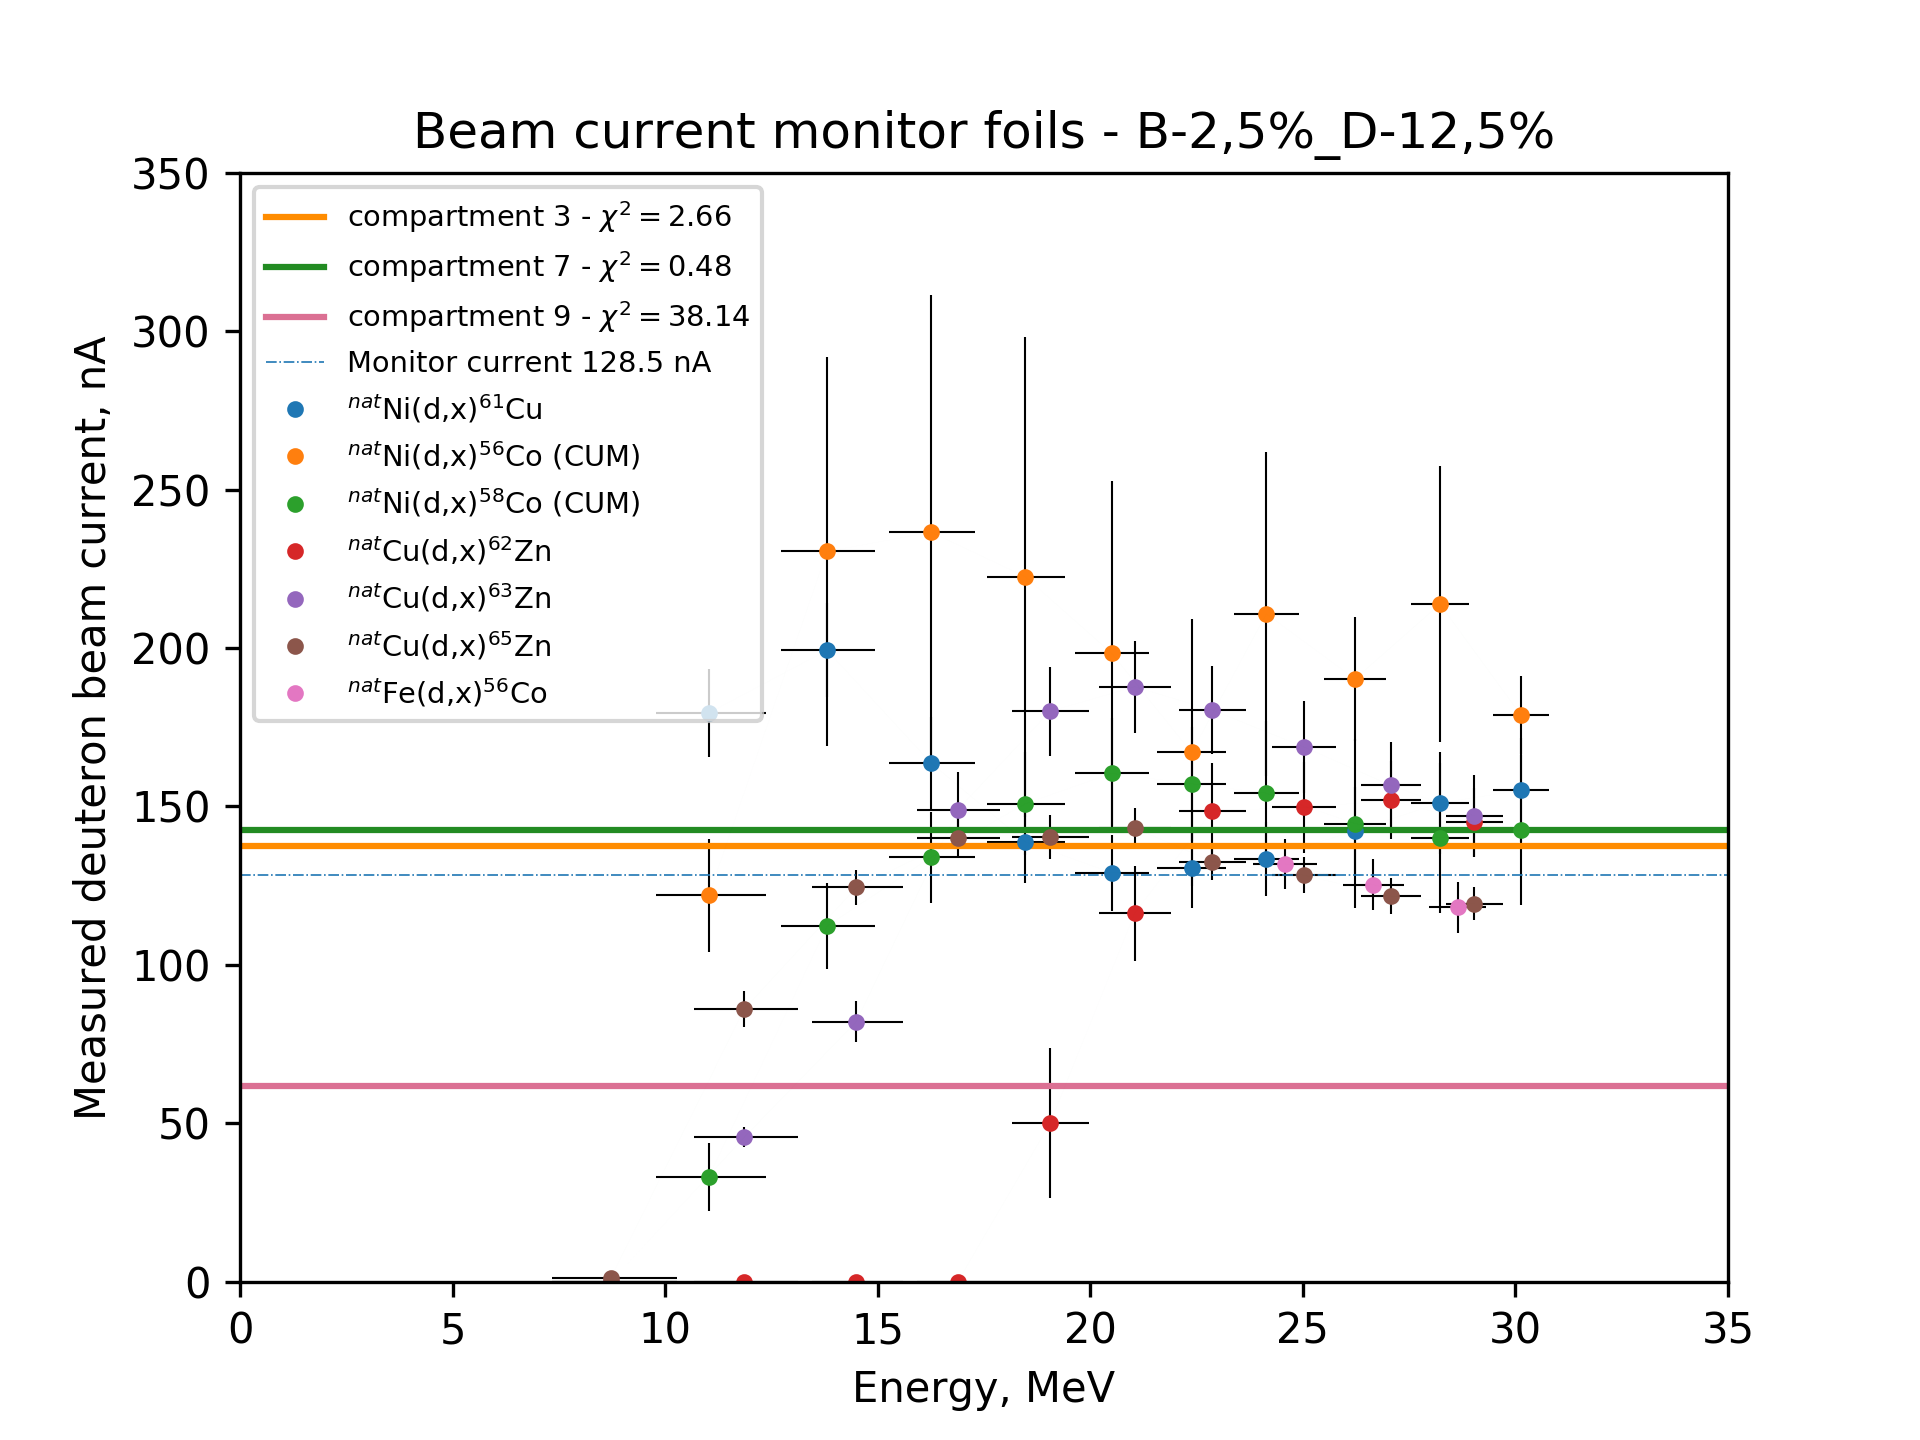 Beam current monitor foils - B-2,5%_D-12,5%
Measured deuteron beam current, nA
350
300
250
200
150
100
50
0
compartment 3 - χ² = 2.66
compartment 7 - χ² = 0.48
compartment 9 - χ² = 38.14
Monitor current 128.5 nA
ⁿᵃᵗNi(d,x)⁶¹Cu
ⁿᵃᵗNi(d,x)⁵⁶Co (CUM)
ⁿᵃᵗNi(d,x)⁵⁸Co (CUM)
ⁿᵃᵗCu(d,x)⁶²Zn
ⁿᵃᵗCu(d,x)⁶³Zn
ⁿᵃᵗCu(d,x)⁶⁵Zn
ⁿᵃᵗFe(d,x)⁵⁶Co
0 5 10 15 20 25 30 35
Energy, MeV